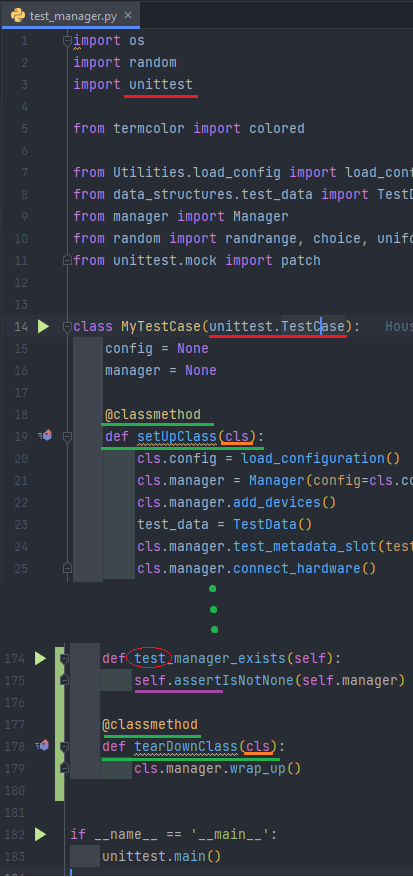 test_manager.py ×
1 import os
2 import random
3 import unittest
4
5 from termcolor import colored
6
7 from Utilities.load_config import load_conf
8 from data_structures.test_data import TestD
9 from manager import Manager
10 from random import randrange, choice, unifo
11 from unittest.mock import patch
12
13
14 class MyTestCase(unittest.TestCase): Hous
15 config = None
16 manager = None
17
18 @classmethod
19 def setUpClass(cls):
20 cls.config = load_configuration()
21 cls.manager = Manager(config=cls.co
22 cls.manager.add_devices()
23 test_data = TestData()
24 cls.manager.test_metadata_slot(test
25 cls.manager.connect_hardware()
174 def test_manager_exists(self):
175 self.assertIsNotNone(self.manager)
176
177 @classmethod
178 def tearDownClass(cls):
179 cls.manager.wrap_up()
180
181
182 if __name__ == '__main__':
183 unittest.main()